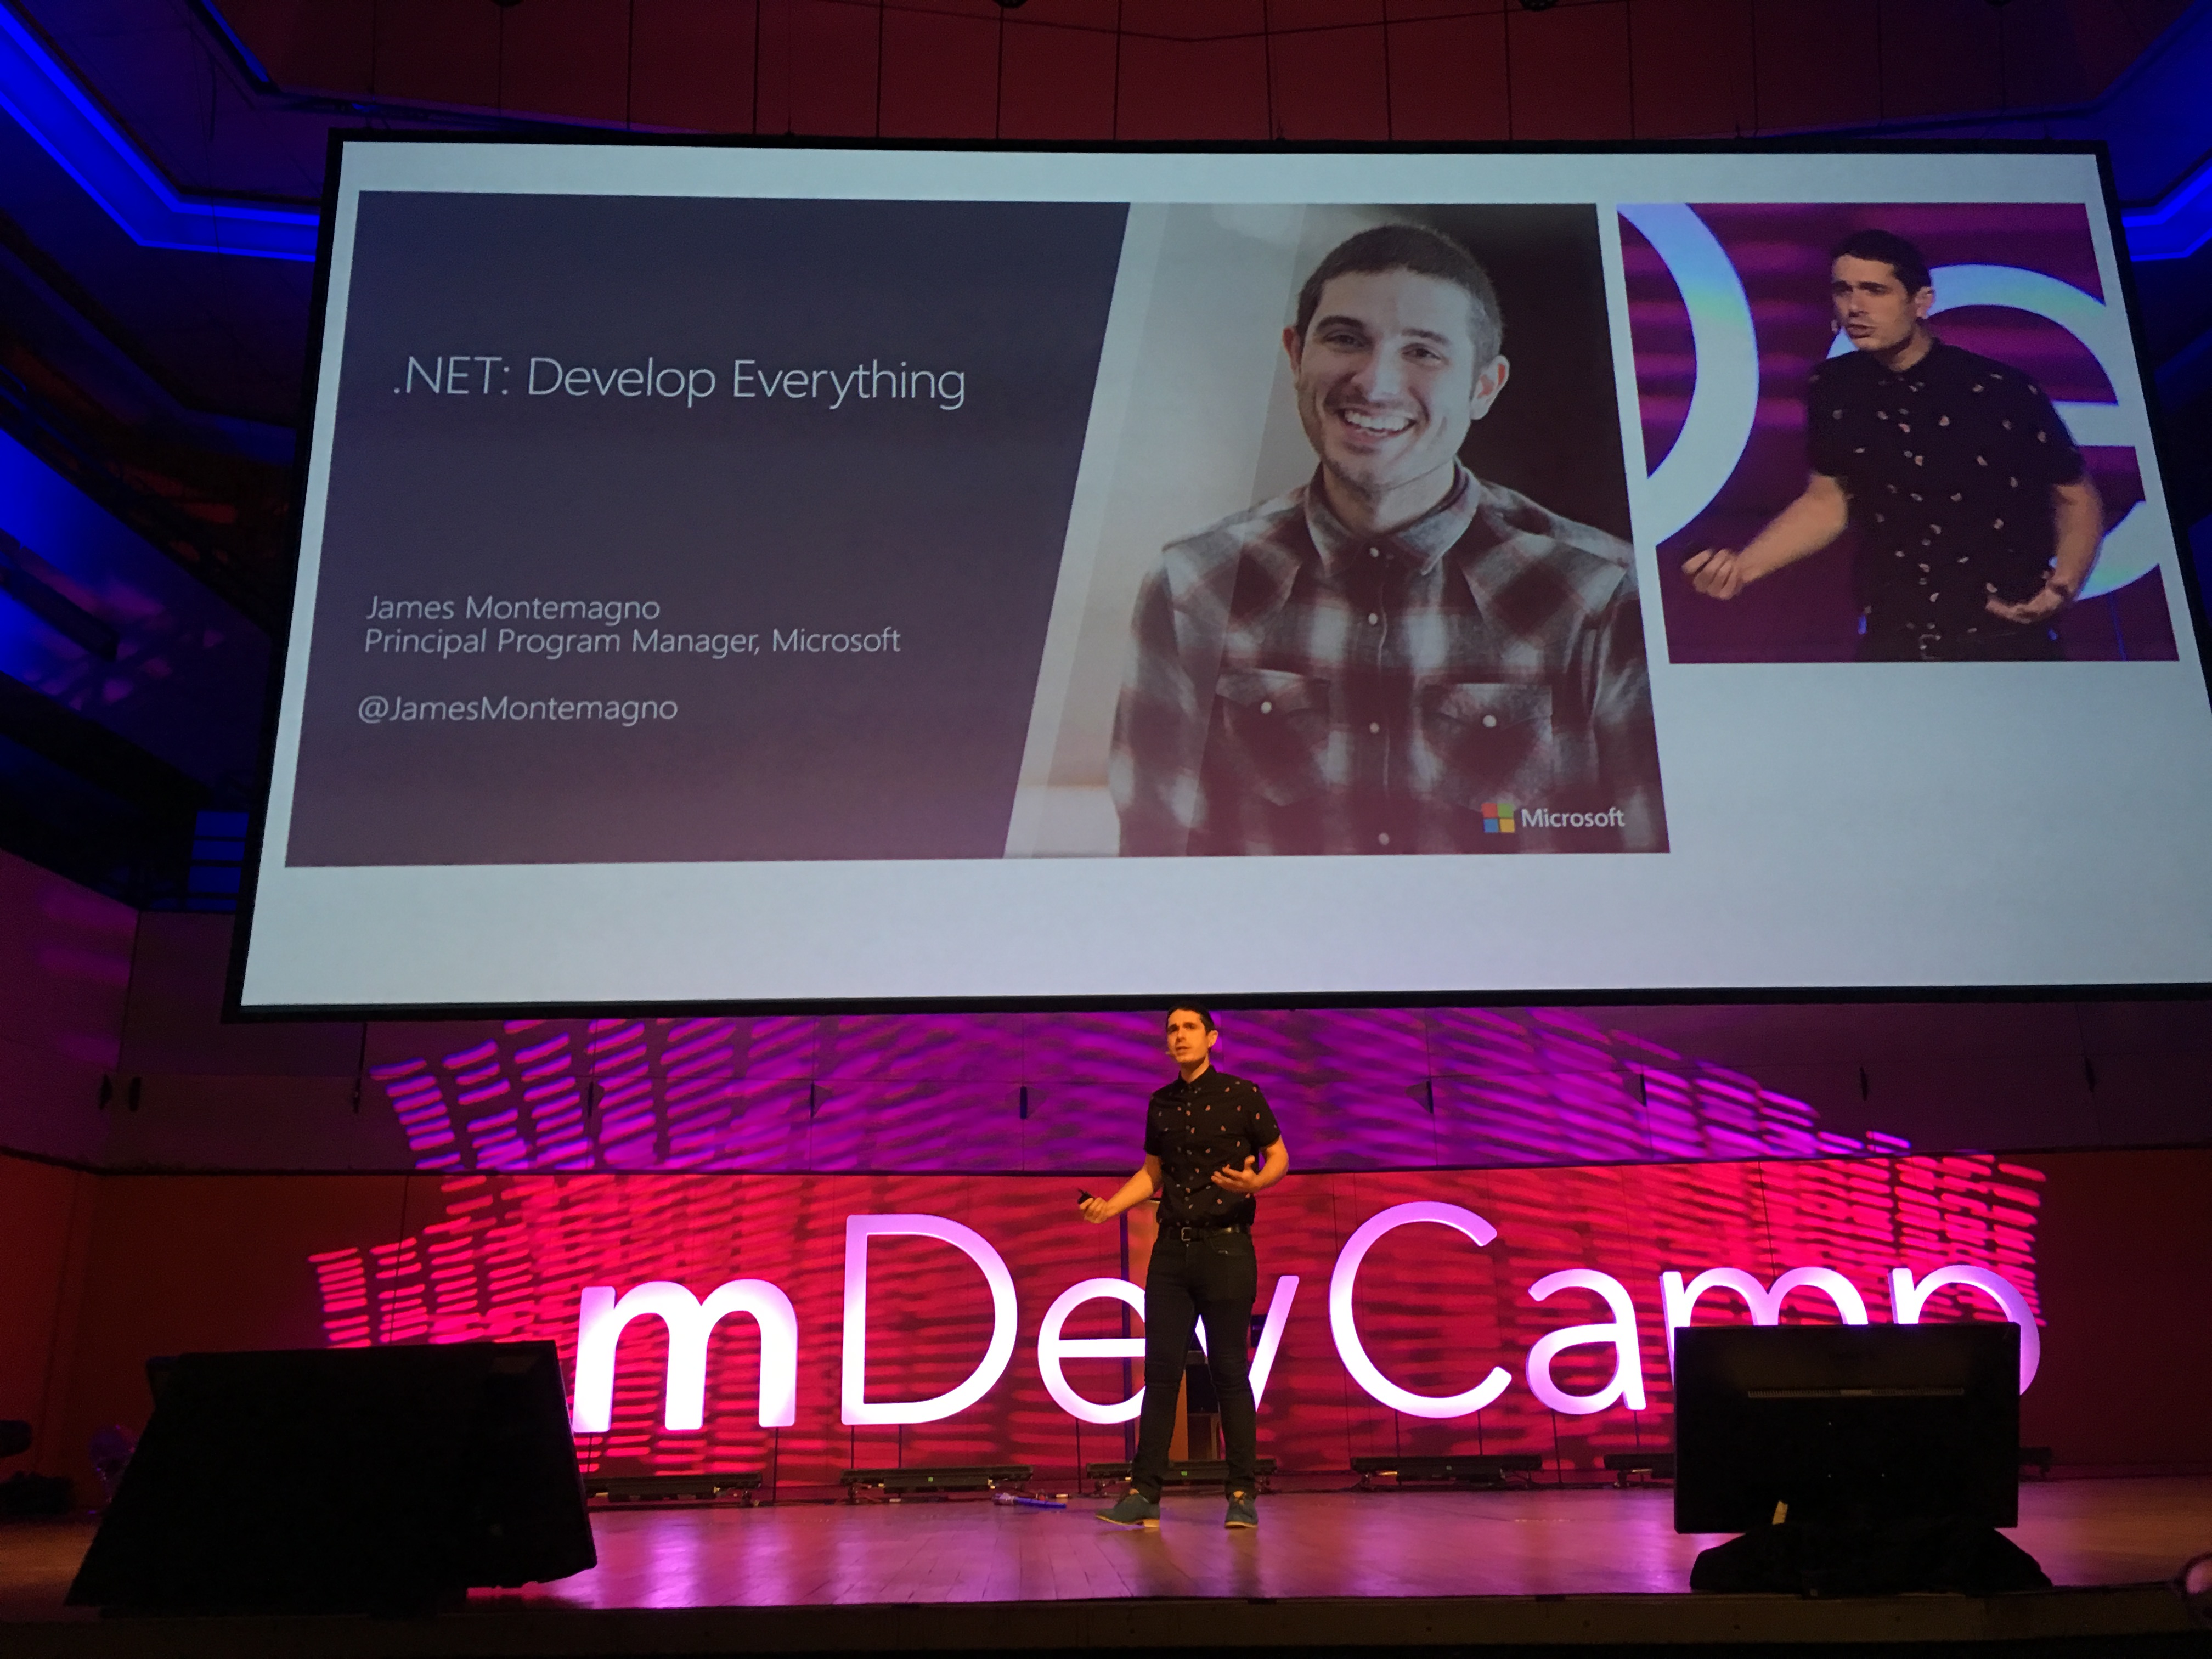 .NET: Develop Everything
James Montemagno
Principal Program Manager, Microsoft
@JamesMontemagno
Microsoft
mDevCamp